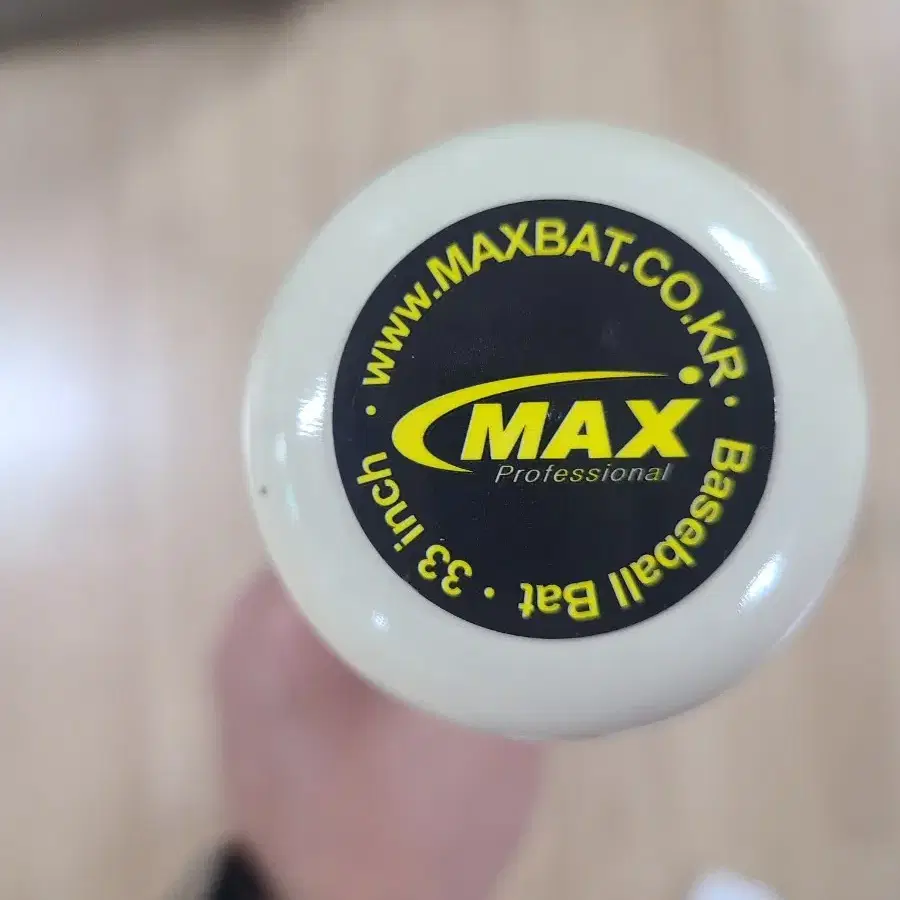 www.MAXBAT.CO.KR · Baseball Bat · 33 inch ·
MAX
Professional